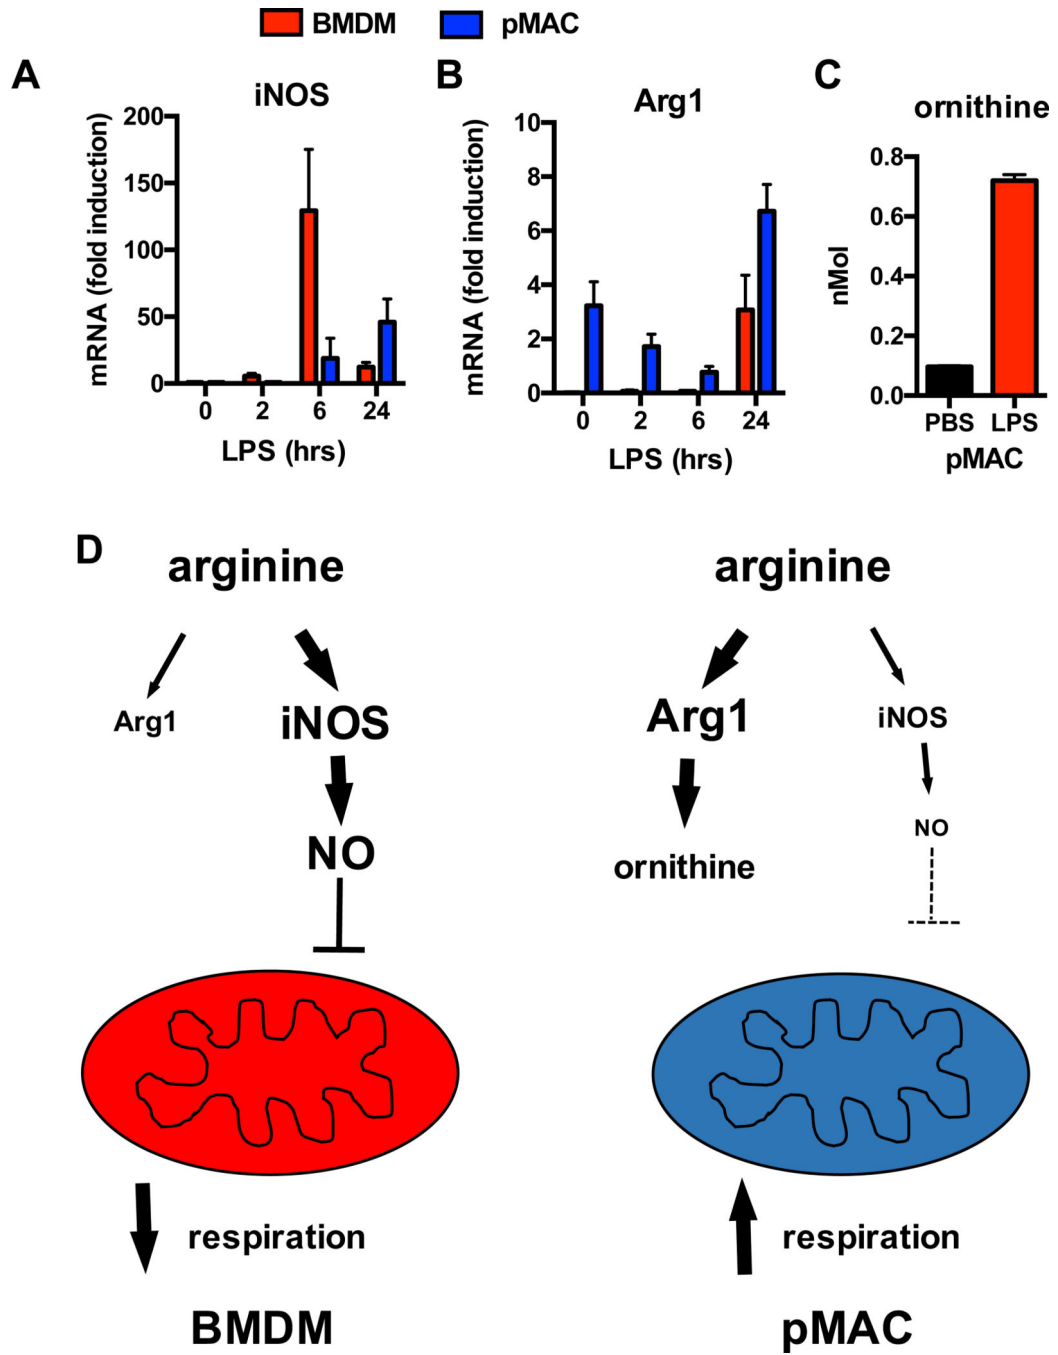 BMDM pMAC
A
iNOS
mRNA (fold induction)
200
150
100
50
0
0 2 6 24
LPS (hrs)
B
Arg1
mRNA (fold induction)
10
8
6
4
2
0
0 2 6 24
LPS (hrs)
C
ornithine
nMol
0.8
0.6
0.4
0.2
0.0
PBS LPS
pMAC
D
arginine
Arg1 iNOS
NO
respiration
BMDM
arginine
Arg1 iNOS
NO
ornithine
respiration
pMAC